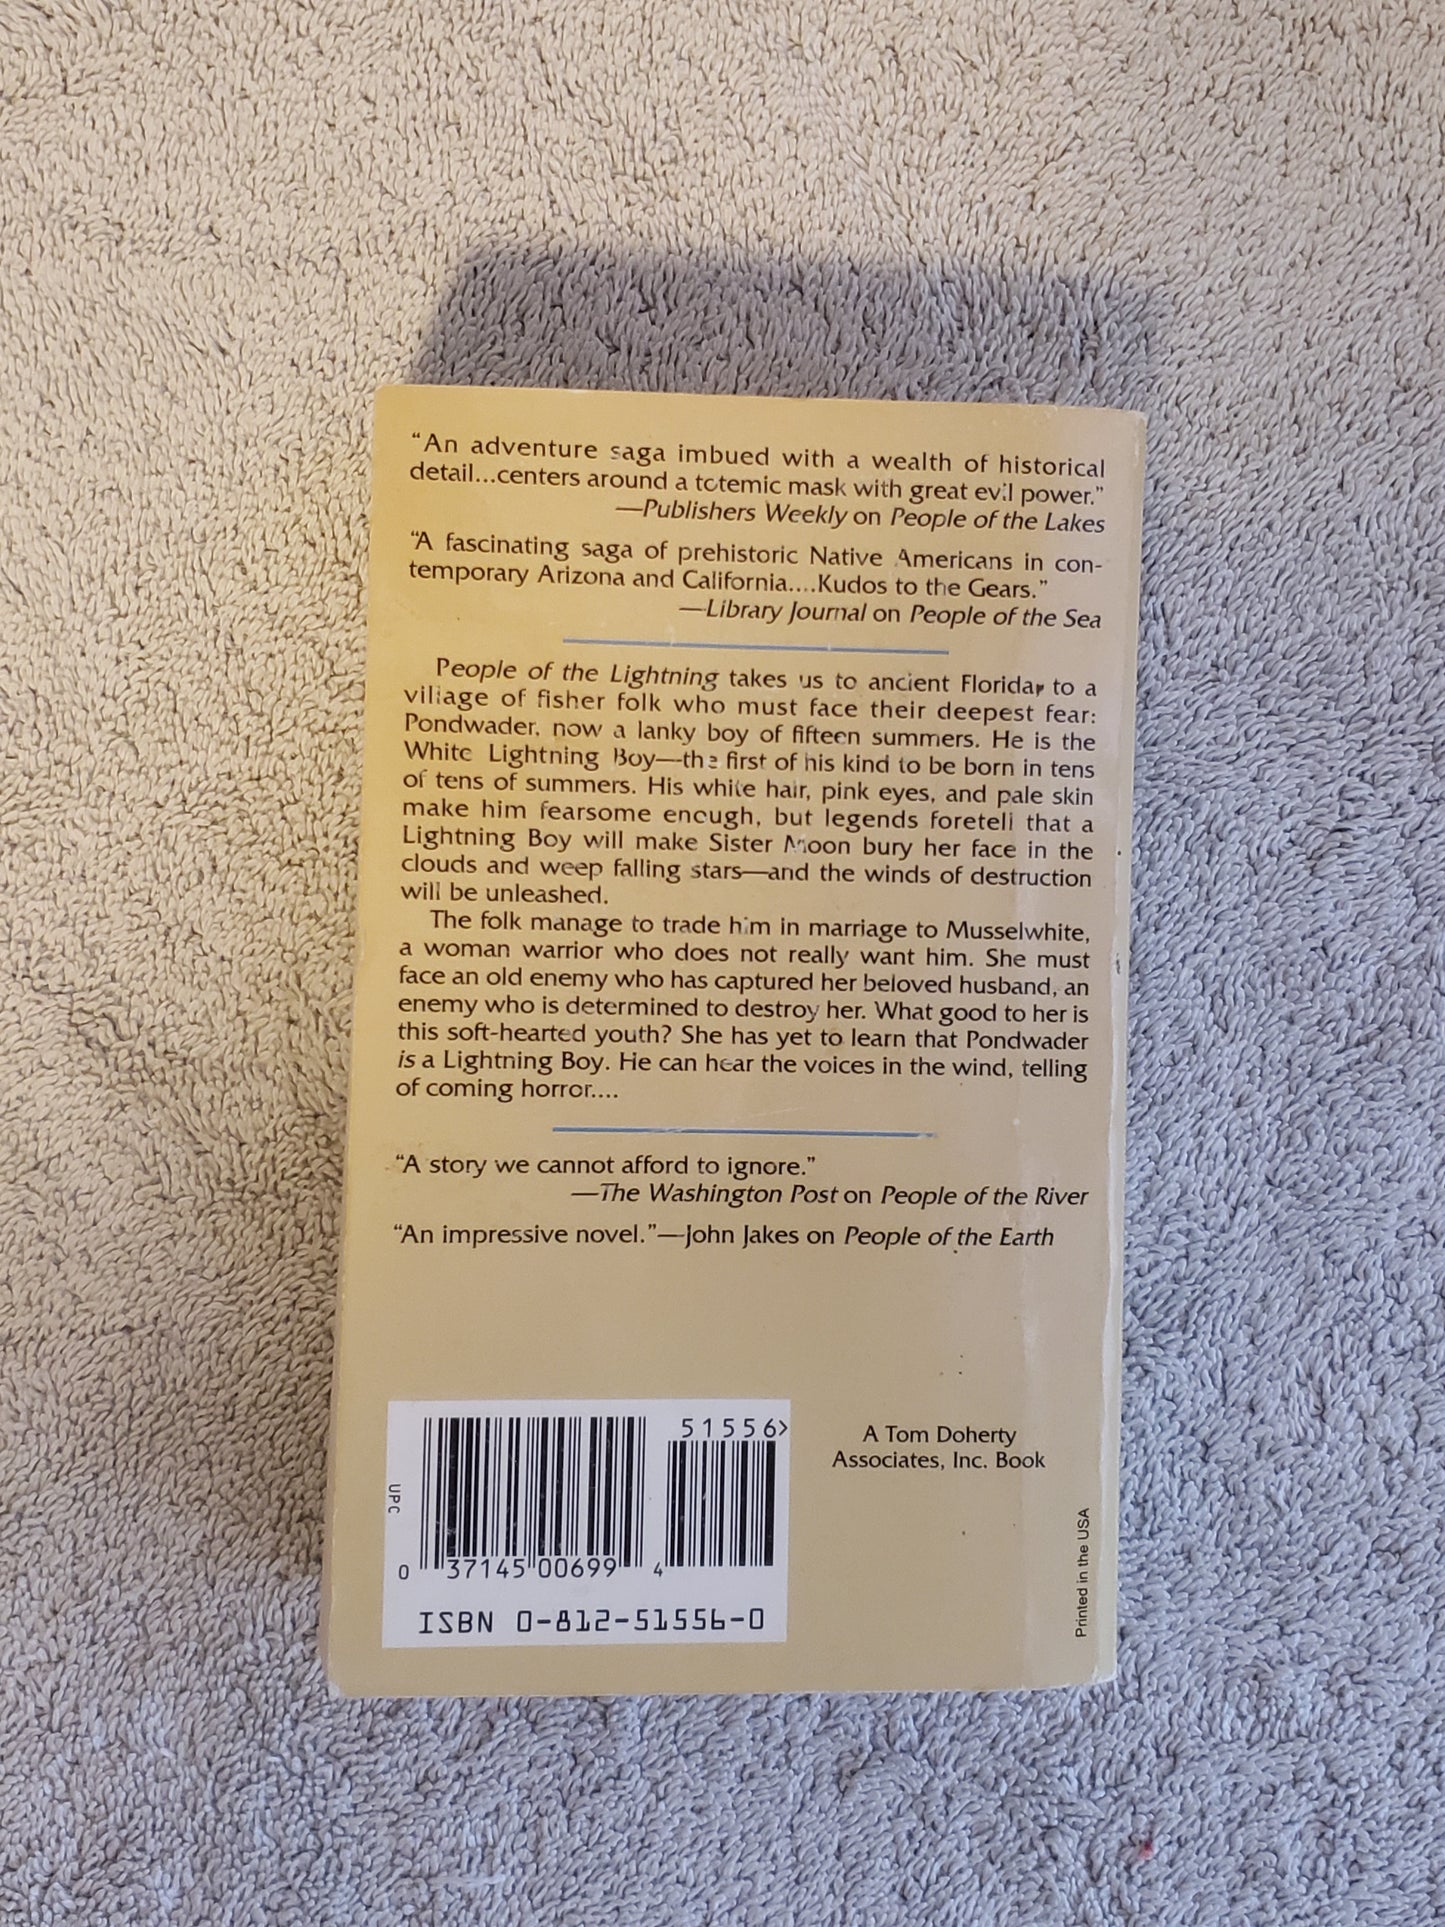 “An adventure saga imbued with a wealth of historical
detail...centers around a totemic mask with great evil power.”
—Publishers Weekly on People of the Lakes
“A fascinating saga of prehistoric Native Americans in con-
temporary Arizona and California....Kudos to the Gears.”
—Library Journal on People of the Sea
People of the Lightning takes us to ancient Florida, to a
village of fisher folk who must face their deepest fear:
Pondwader, now a lanky boy of fifteen summers. He is the
White Lightning Boy—the first of his kind to be born in tens
of tens of summers. His white hair, pink eyes, and pale skin
make him fearsome enough, but legends foretell that a
Lightning Boy will make Sister Moon bury her face in the
clouds and weep falling stars—and the winds of destruction
will be unleashed.
The folk manage to trade him in marriage to Musselwhite,
a woman warrior who does not really want him. She must
face an old enemy who has captured her beloved husband, an
enemy who is determined to destroy her. What good to her is
this soft-hearted youth? She has yet to learn that Pondwader
is a Lightning Boy. He can hear the voices in the wind, telling
of coming horror....
“A story we cannot afford to ignore.”
—The Washington Post on People of the River
“An impressive novel.”—John Jakes on People of the Earth
51556>
UPC
0 37145 00699 4
ISBN 0-812-51556-0
A Tom Doherty
Associates, Inc. Book
Printed in the USA